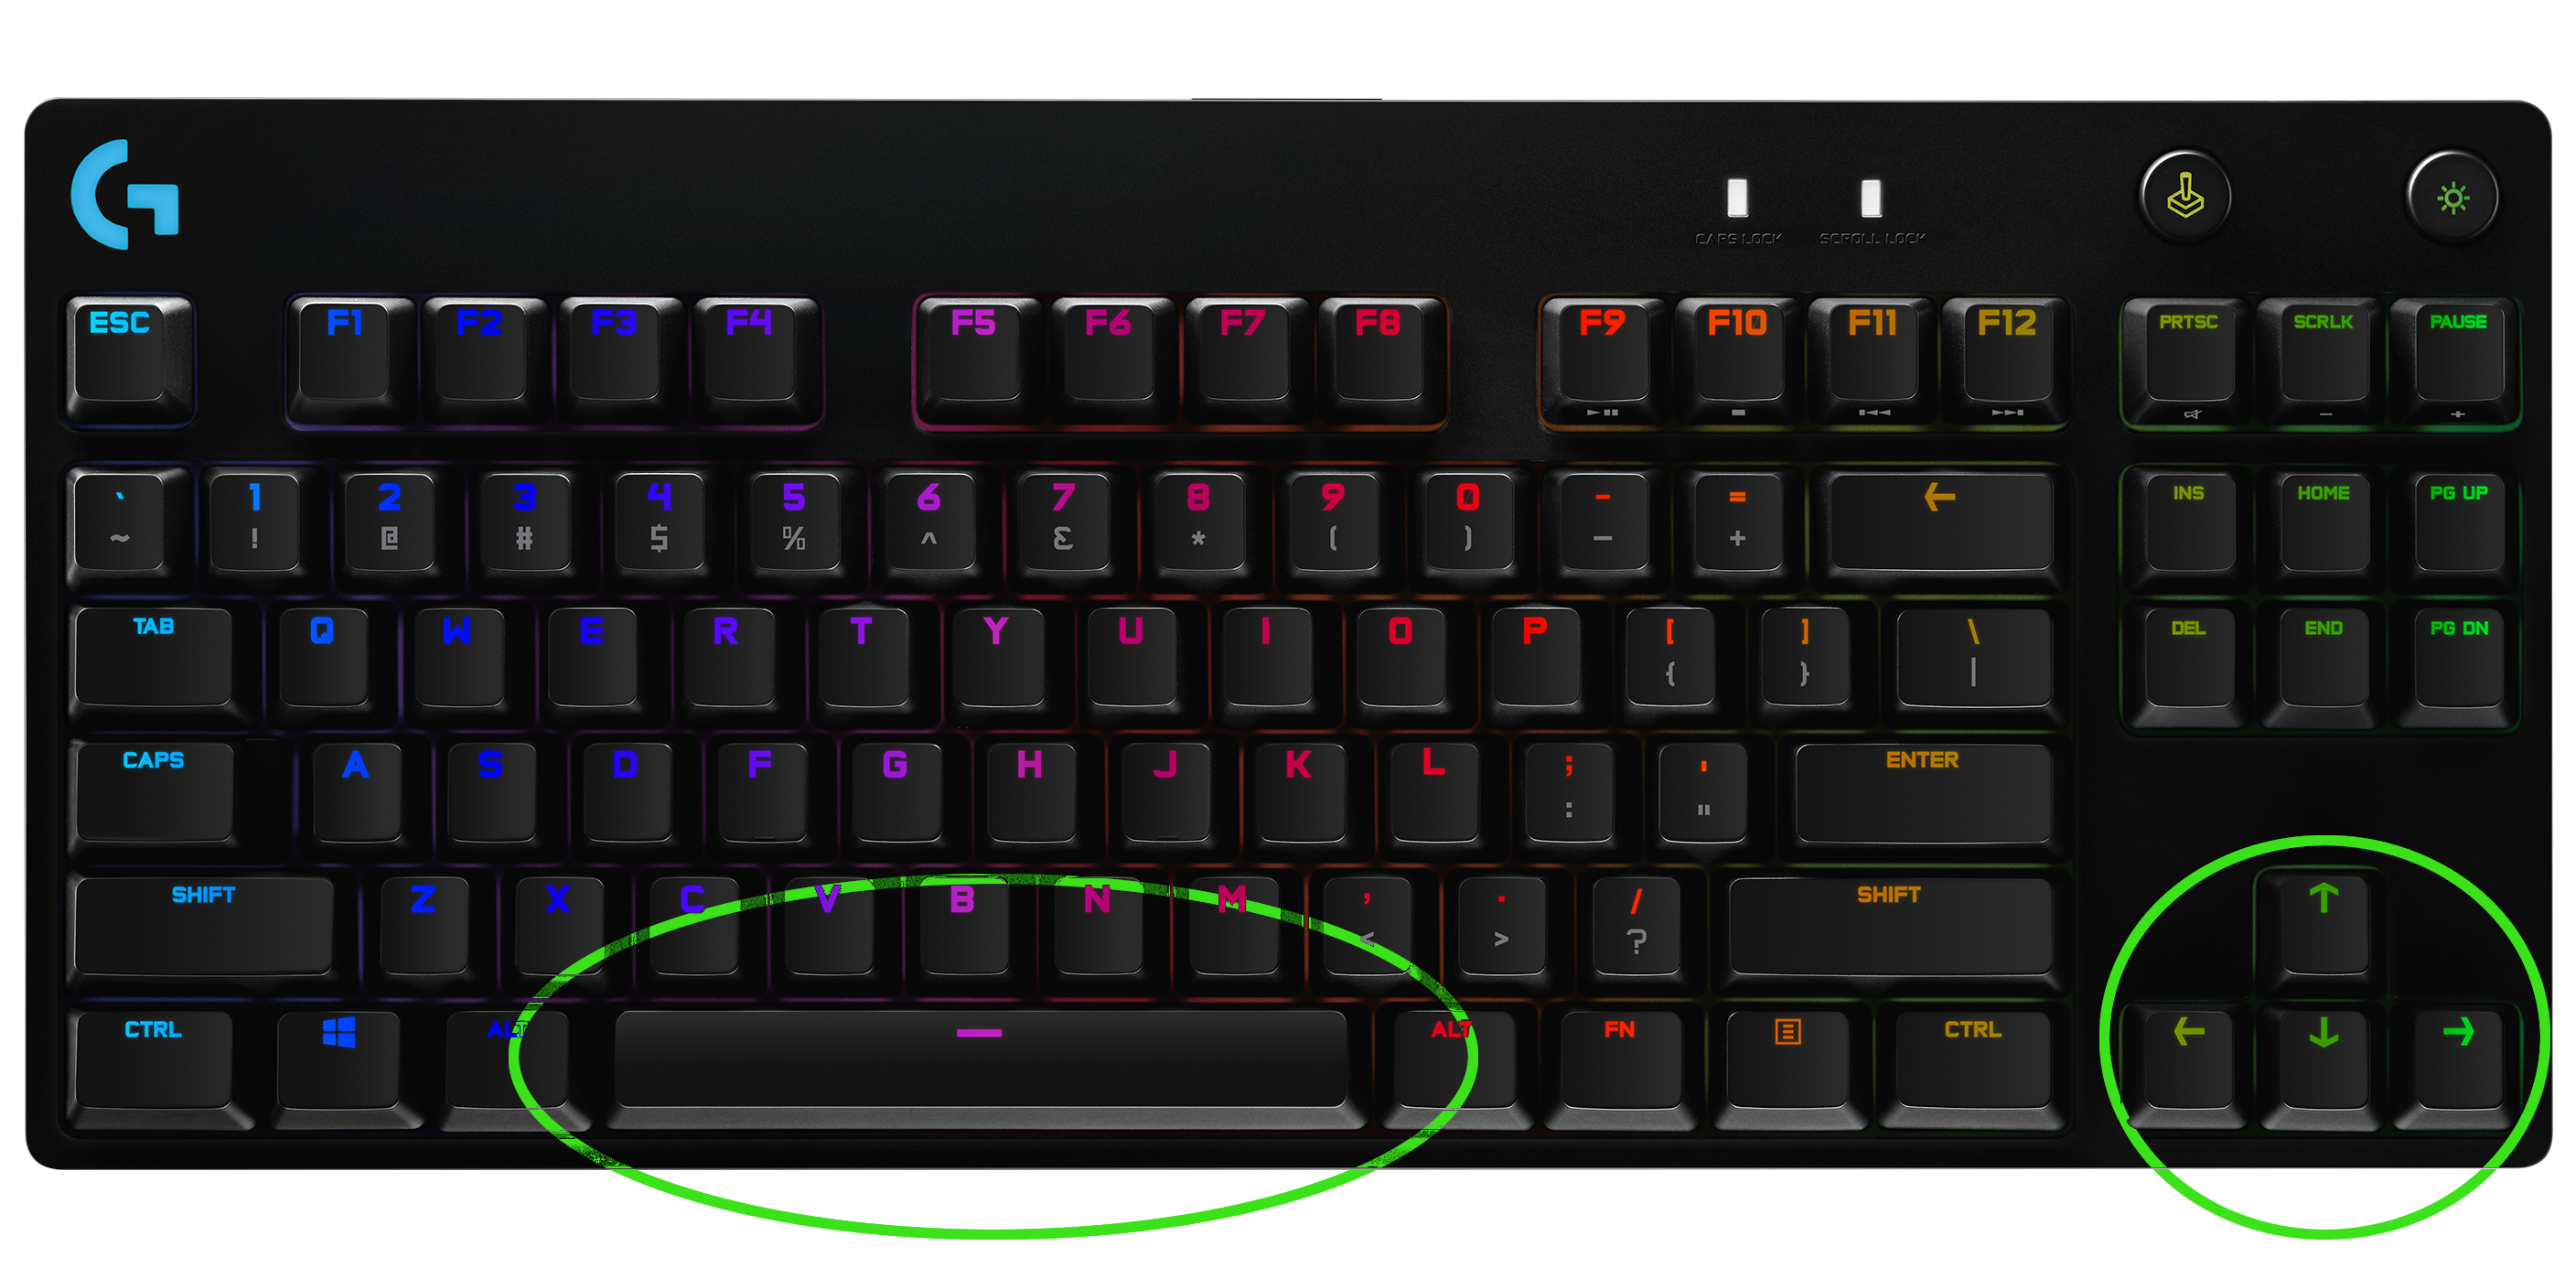 CAPS LOCK SCROLL LOCK
ESC F1 F2 F3 F4 F5 F6 F7 F8 F9 F10 F11 F12 PRTSC SCRLK PAUSE
- +
` 1 2 3 4 5 6 7 8 9 0 - = ← INS HOME PG UP
~ ! @ # $ % ^ & * ( ) – +
TAB Q W E R T Y U I O P [ ] \ DEL END PG DN
{ } |
CAPS A S D F G H J K L ; ' ENTER
: "
SHIFT Z X C V B N M , . / SHIFT ↑
< > ?
CTRL ALT — ALT FN CTRL ← ↓ →